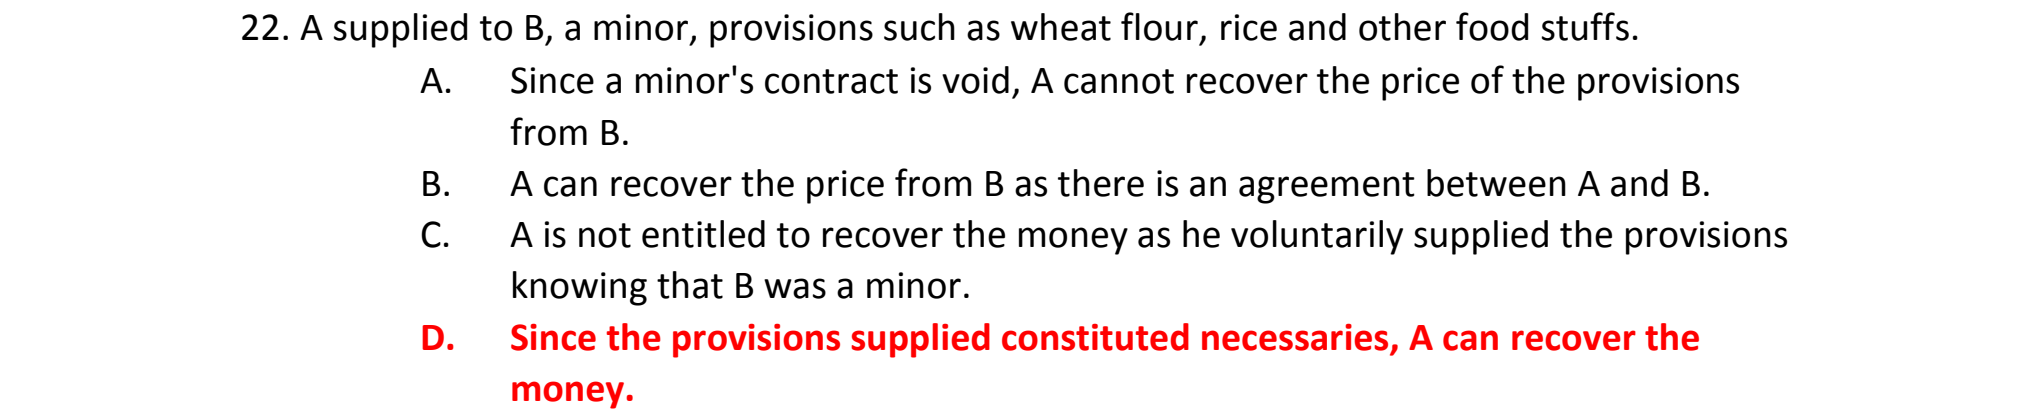 22. A supplied to B, a minor, provisions such as wheat flour, rice and other food stuffs.
A. Since a minor's contract is void, A cannot recover the price of the provisions
from B.
B. A can recover the price from B as there is an agreement between A and B.
C. A is not entitled to recover the money as he voluntarily supplied the provisions
knowing that B was a minor.
D. Since the provisions supplied constituted necessaries, A can recover the
money.